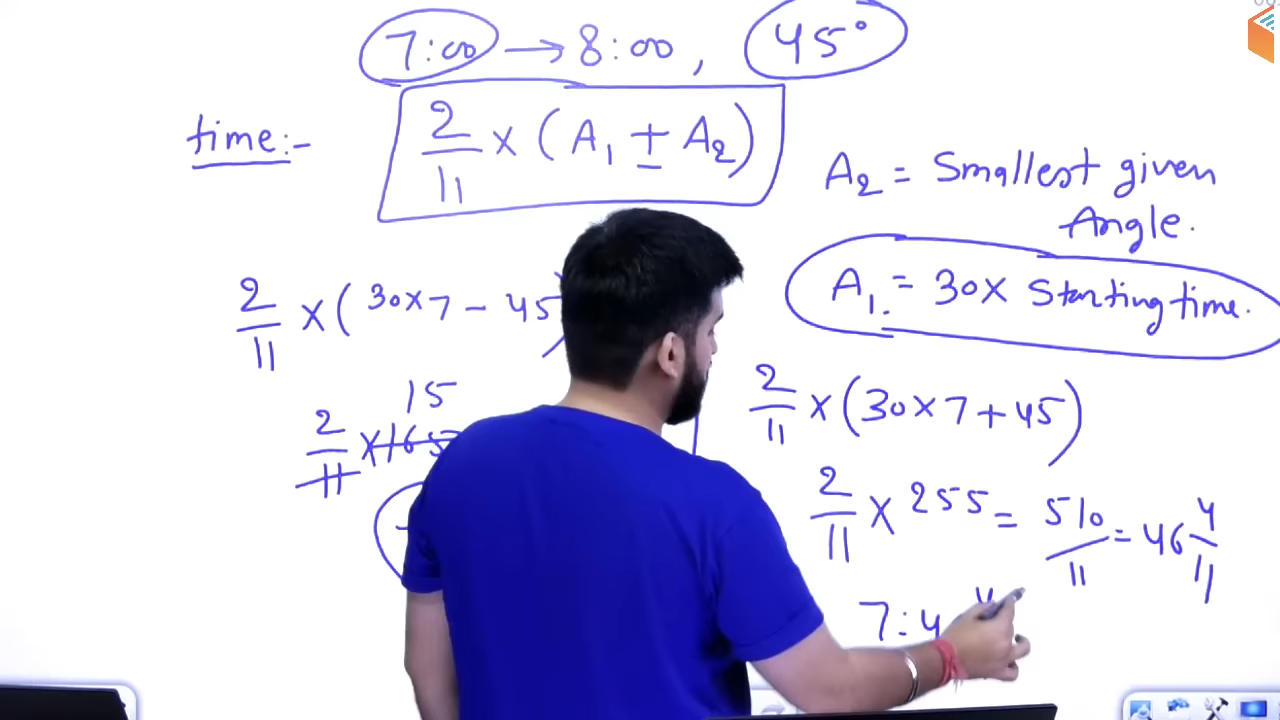 7:00 → 8:00, 45°
time:- 2/11 × (A₁ ± A₂)
A₂ = Smallest given
Angle.
A₁. = 30× Starting time.
2/11 × (30×7 - 45
15
2/11 × 165
2/11 × (30×7+45)
2/11 × 255 = 510/11 = 46 4/11
7:4